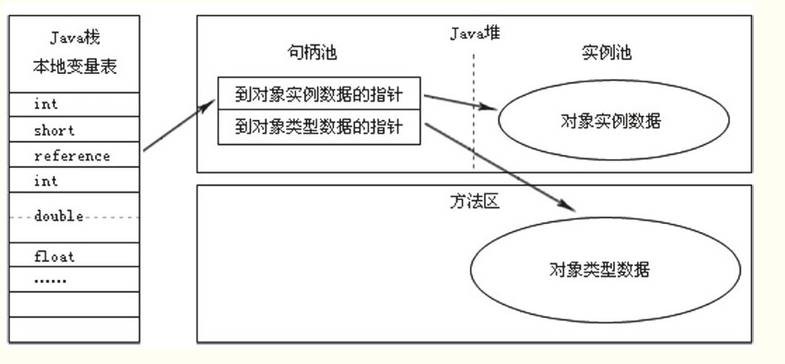 Java栈
本地变量表
int
short
reference
int
double
float
······
Java堆
句柄池
实例池
到对象实例数据的指针
到对象类型数据的指针
对象实例数据
方法区
对象类型数据